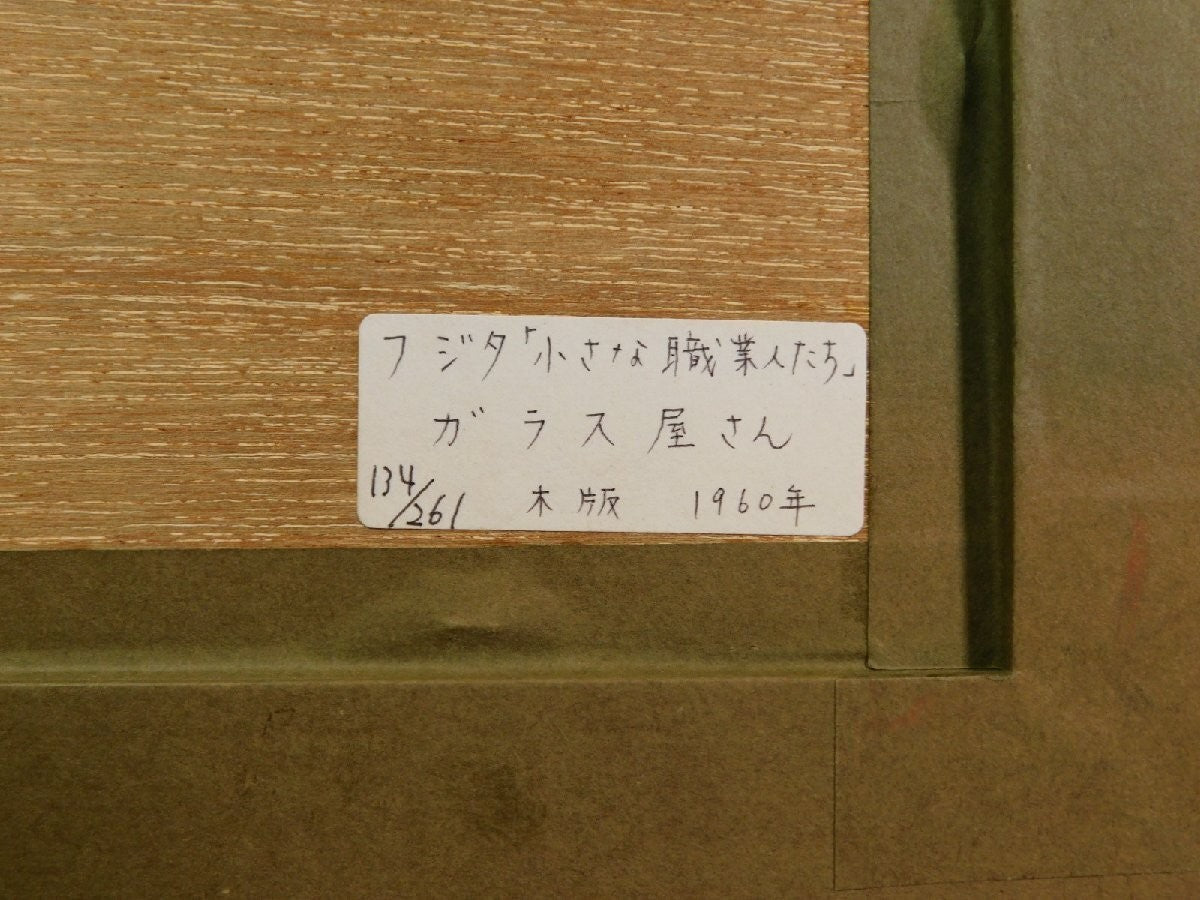 フジタ「小さな職業人たち」
ガラス屋さん
134/261 木版 1960年